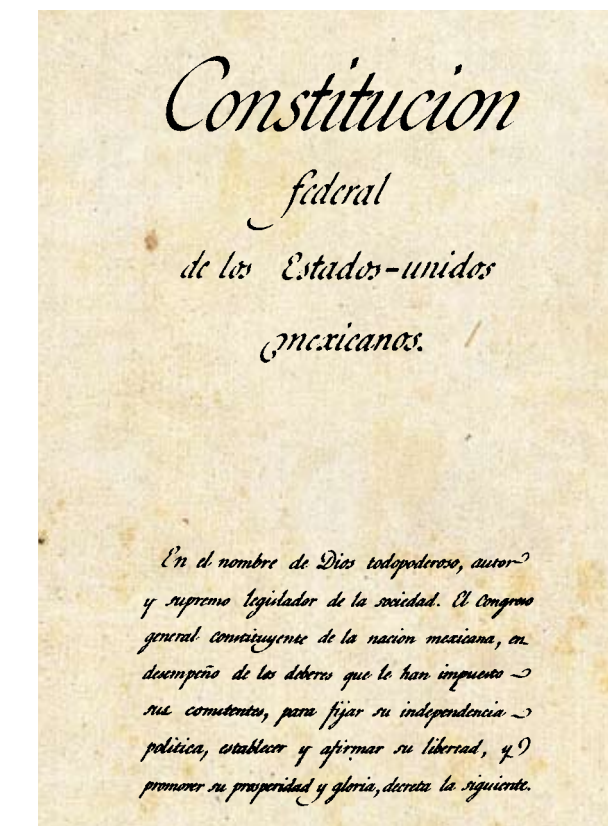 Constitucion
federal
de los Estados-unidos
mexicanos.
En el nombre de Dios todopoderoso, autor
y supremo legislador de la sociedad. El Congreso
general constituyente de la nacion mexicana, en
desempeño de los deberes que le han impuesto
sus comitentes, para fijar su independencia
politica, establecer y afirmar su libertad, y
promover su prosperidad y gloria, decreta la siguiente.